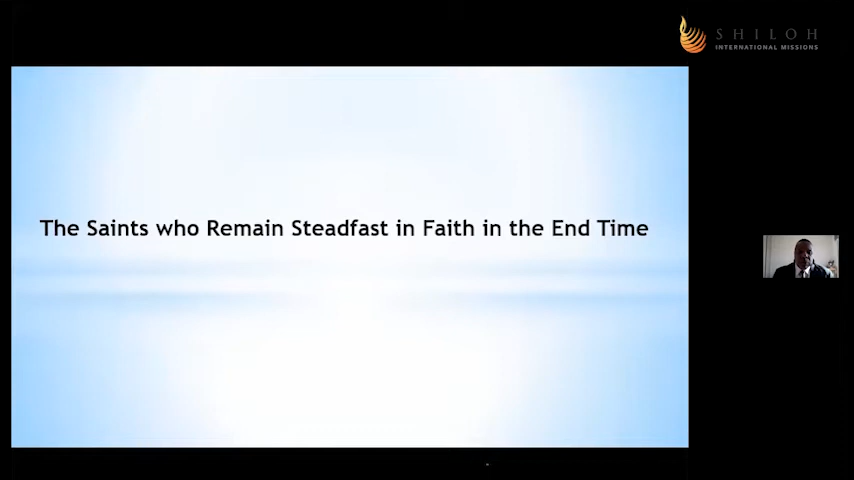 SHILOH
INTERNATIONAL MISSIONS
The Saints who Remain Steadfast in Faith in the End Time